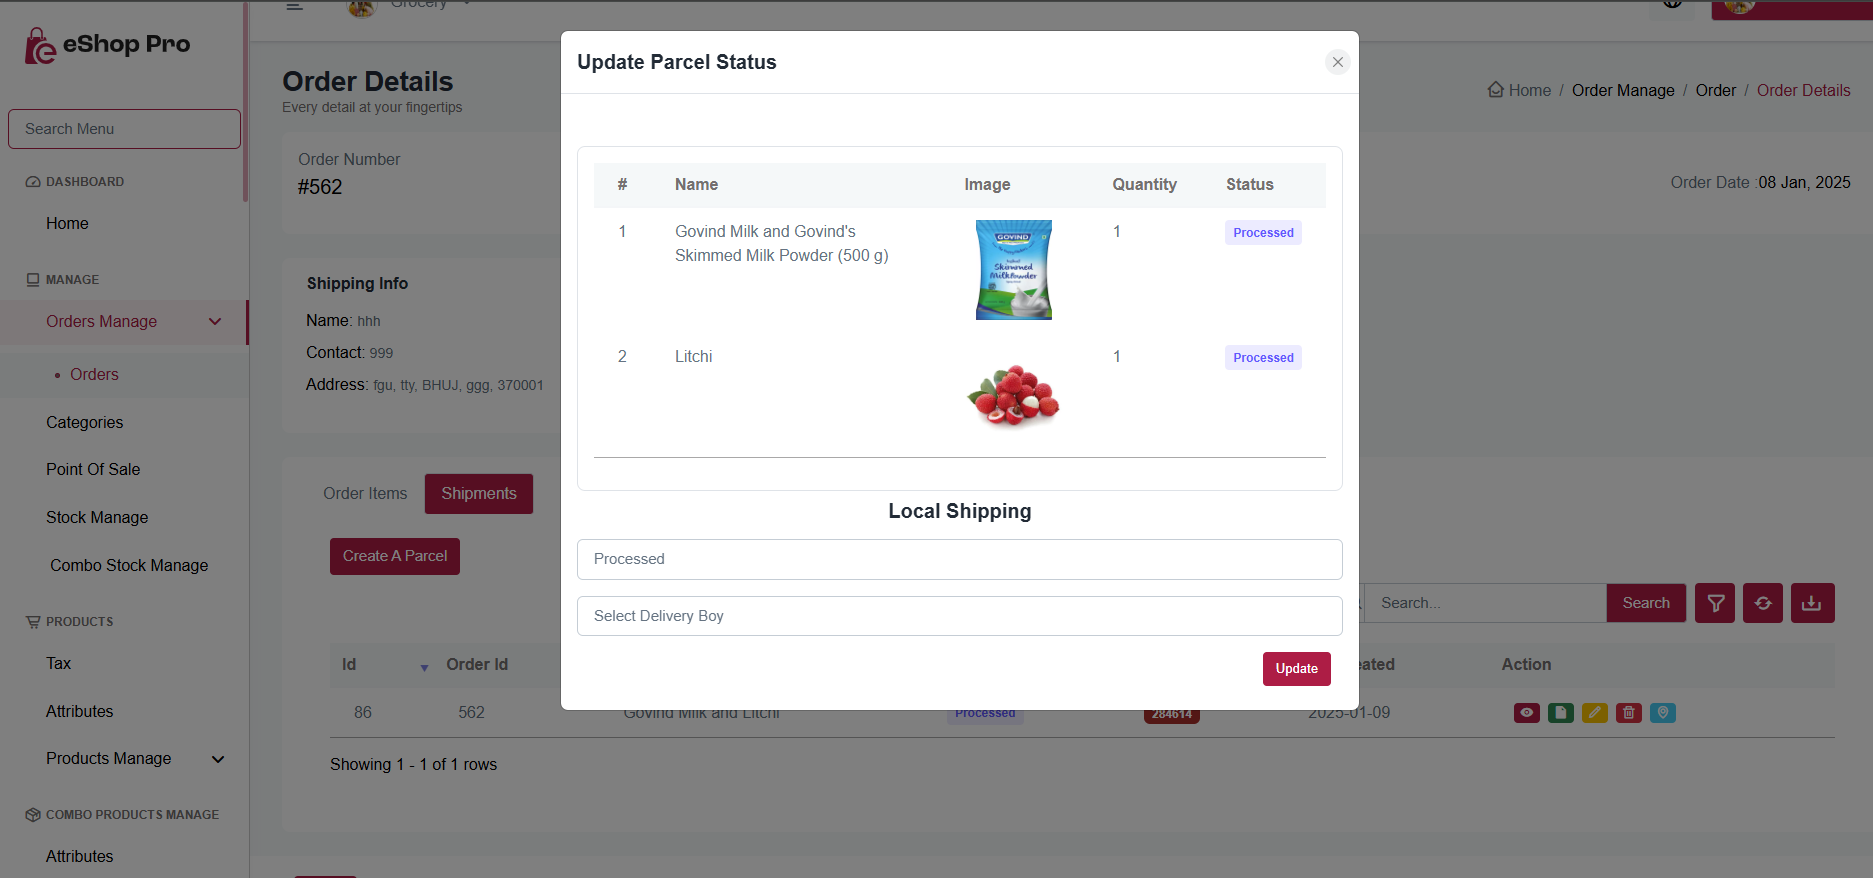 Grocery
eShop Pro
Search Menu
DASHBOARD
Home
MANAGE
Orders Manage
Orders
Categories
Point Of Sale
Stock Manage
Combo Stock Manage
PRODUCTS
Tax
Attributes
Products Manage
COMBO PRODUCTS MANAGE
Attributes
Order Details
Every detail at your fingertips
Home / Order Manage / Order / Order Details
Order Number
#562
Order Date :08 Jan, 2025
Shipping Info
Name: hhh
Contact: 999
Address: fgu, tty, BHUJ, ggg, 370001
Order Items Shipments
Create A Parcel
Search... Search
Id Order Id Action
86 562 Govind Milk and Litchi Processed 284614 2025-01-09
Showing 1 - 1 of 1 rows
Update Parcel Status
# Name Image Quantity Status
1 Govind Milk and Govind's 1 Processed
Skimmed Milk Powder (500 g)
GOVIND
Skimmed
Milk Powder
2 Litchi 1 Processed
Local Shipping
Processed
Select Delivery Boy
Update